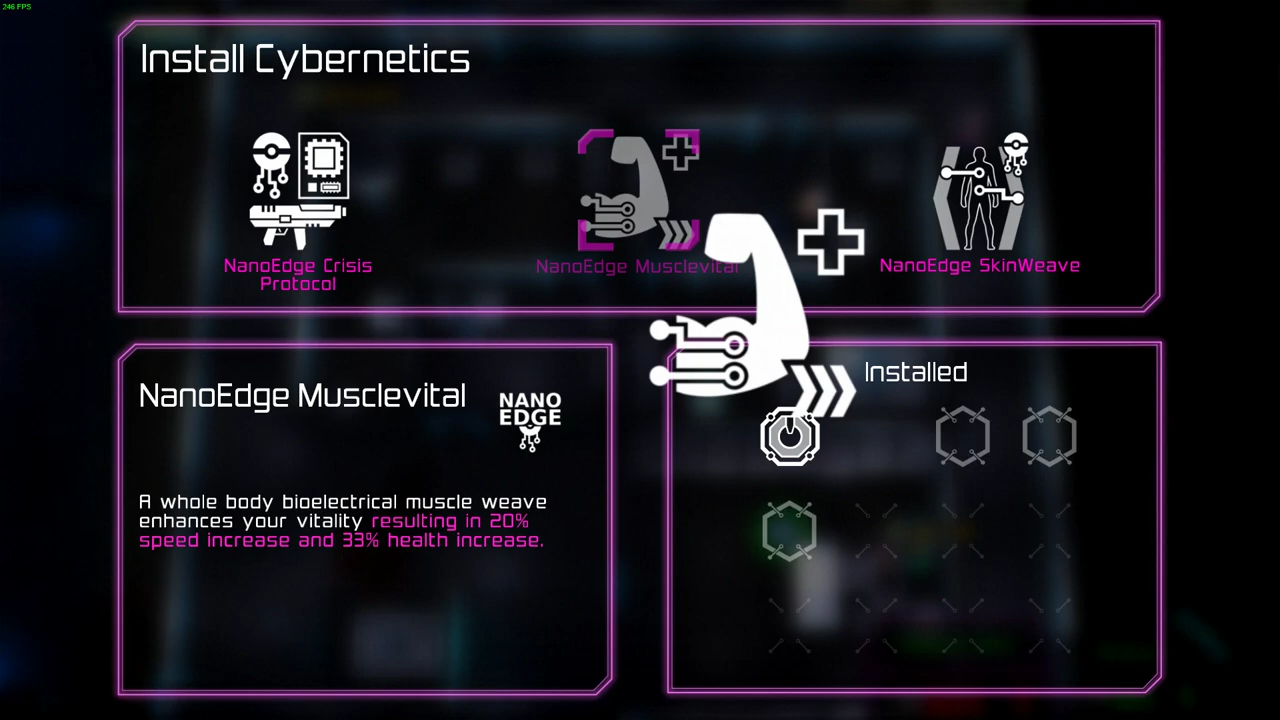 246 FPS
Install Cybernetics
NanoEdge Crisis
Protocol
NanoEdge Musclevital
NanoEdge SkinWeave
NanoEdge Musclevital
NANO
EDGE
A whole body bioelectrical muscle weave
enhances your vitality resulting in 20%
speed increase and 33% health increase.
Installed